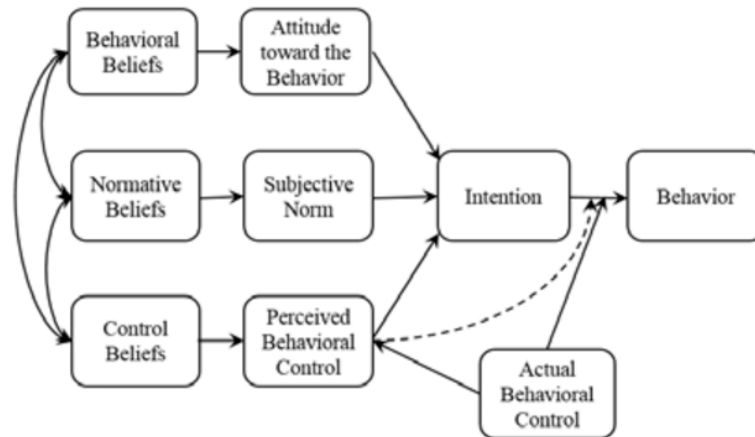 Behavioral
Beliefs
Attitude
toward the
Behavior
Normative
Beliefs
Subjective
Norm
Intention
Behavior
Control
Beliefs
Perceived
Behavioral
Control
Actual
Behavioral
Control